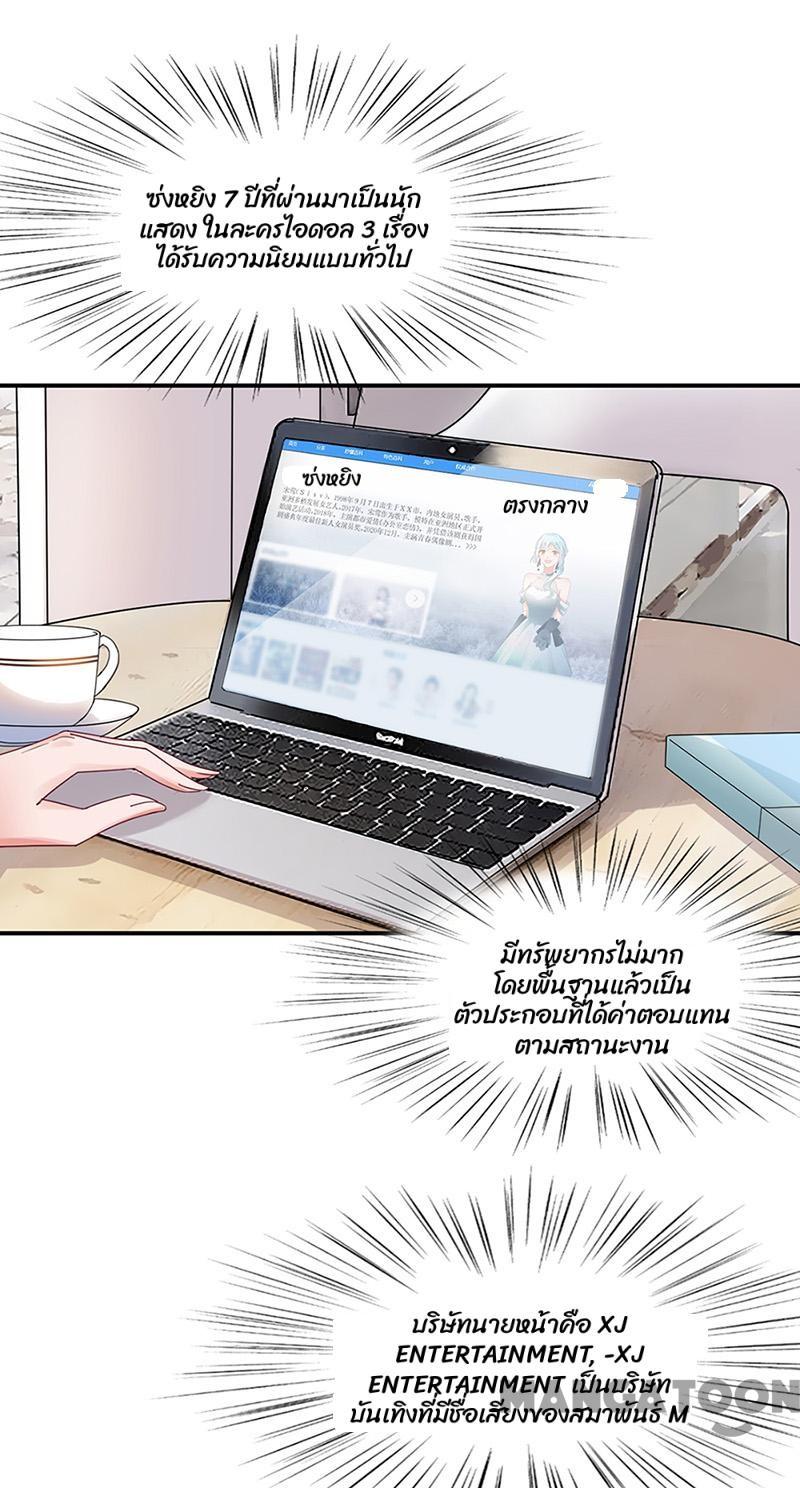 ซ่งหยิง 7 ปีที่ผ่านมาเป็นนัก
แสดง ในละครไอดอล 3 เรื่อง
ได้รับความนิยมแบบทั่วไป
ซ่งหยิง
ตรงกลาง
มีทรัพยากรไม่มาก
โดยพื้นฐานแล้วเป็น
ตัวประกอบที่ได้ค่าตอบแทน
ตามสถานะงาน
บริษัทนายหน้าคือ XJ
ENTERTAINMENT, -XJ
ENTERTAINMENT เป็นบริษัท
บันเทิงที่มีชื่อเสียงของสมาพันธ์ M
MANGATOON